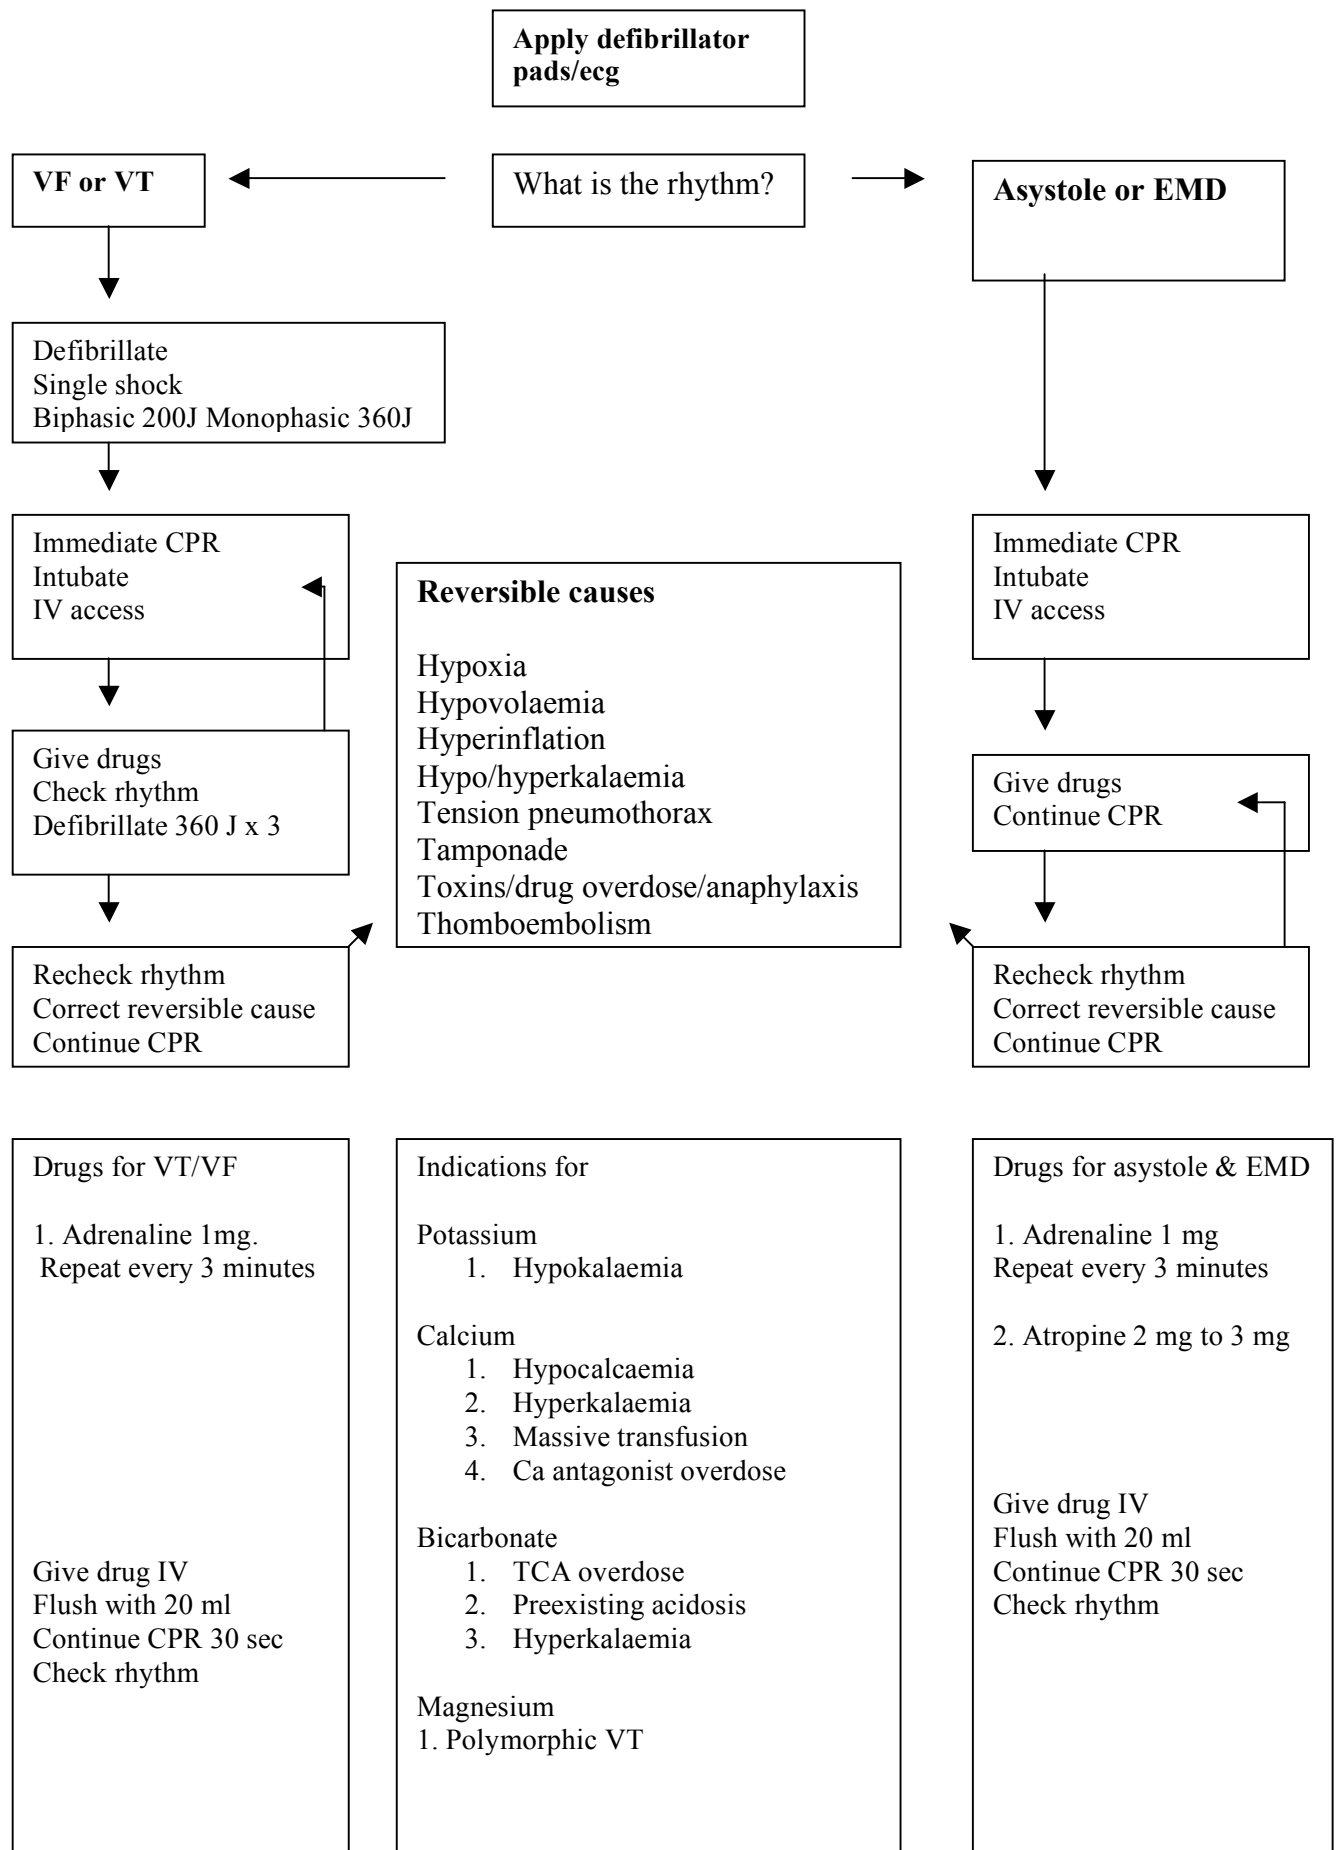 Apply defibrillator
pads/ecg
VF or VT
What is the rhythm?
Asystole or EMD
Defibrillate
Single shock
Biphasic 200J Monophasic 360J
Immediate CPR
Intubate
IV access
Give drugs
Check rhythm
Defibrillate 360 J x 3
Recheck rhythm
Correct reversible cause
Continue CPR
Reversible causes
Hypoxia
Hypovolaemia
Hyperinflation
Hypo/hyperkalaemia
Tension pneumothorax
Tamponade
Toxins/drug overdose/anaphylaxis
Thomboembolism
Immediate CPR
Intubate
IV access
Give drugs
Continue CPR
Recheck rhythm
Correct reversible cause
Continue CPR
Drugs for VT/VF
1. Adrenaline 1mg.
Repeat every 3 minutes
Give drug IV
Flush with 20 ml
Continue CPR 30 sec
Check rhythm
Indications for
Potassium
1. Hypokalaemia
Calcium
1. Hypocalcaemia
2. Hyperkalaemia
3. Massive transfusion
4. Ca antagonist overdose
Bicarbonate
1. TCA overdose
2. Preexisting acidosis
3. Hyperkalaemia
Magnesium
1. Polymorphic VT
Drugs for asystole & EMD
1. Adrenaline 1 mg
Repeat every 3 minutes
2. Atropine 2 mg to 3 mg
Give drug IV
Flush with 20 ml
Continue CPR 30 sec
Check rhythm